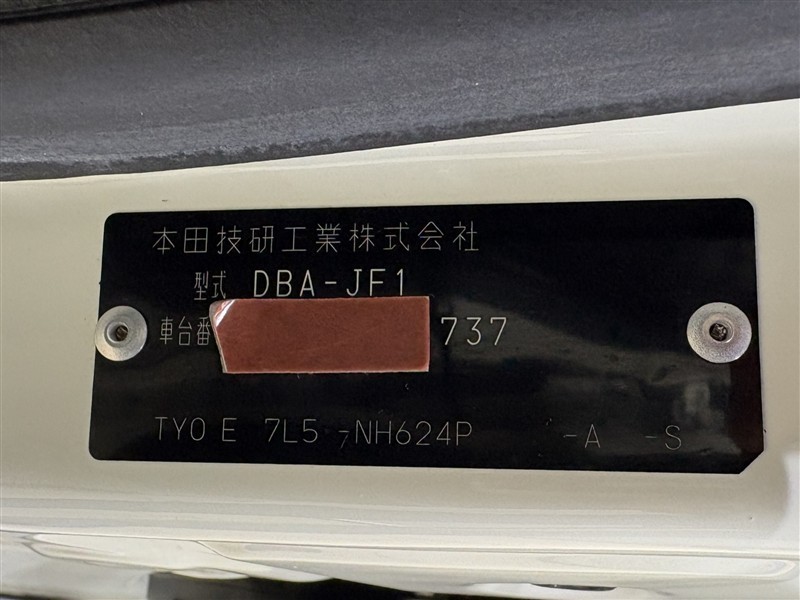 本田技研工業株式会社
型式 DBA-JF1
車台番 737
TYO E 7L5 -NH624P -A -S